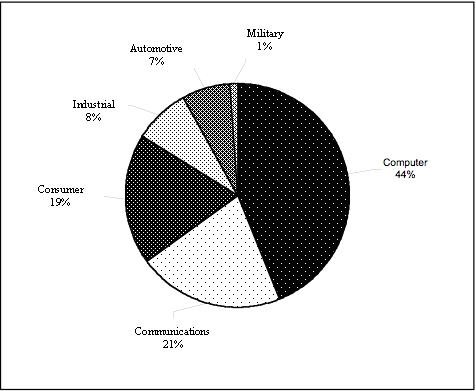 Military
1%
Automotive
7%
Industrial
8%
Computer
44%
Consumer
19%
Communications
21%